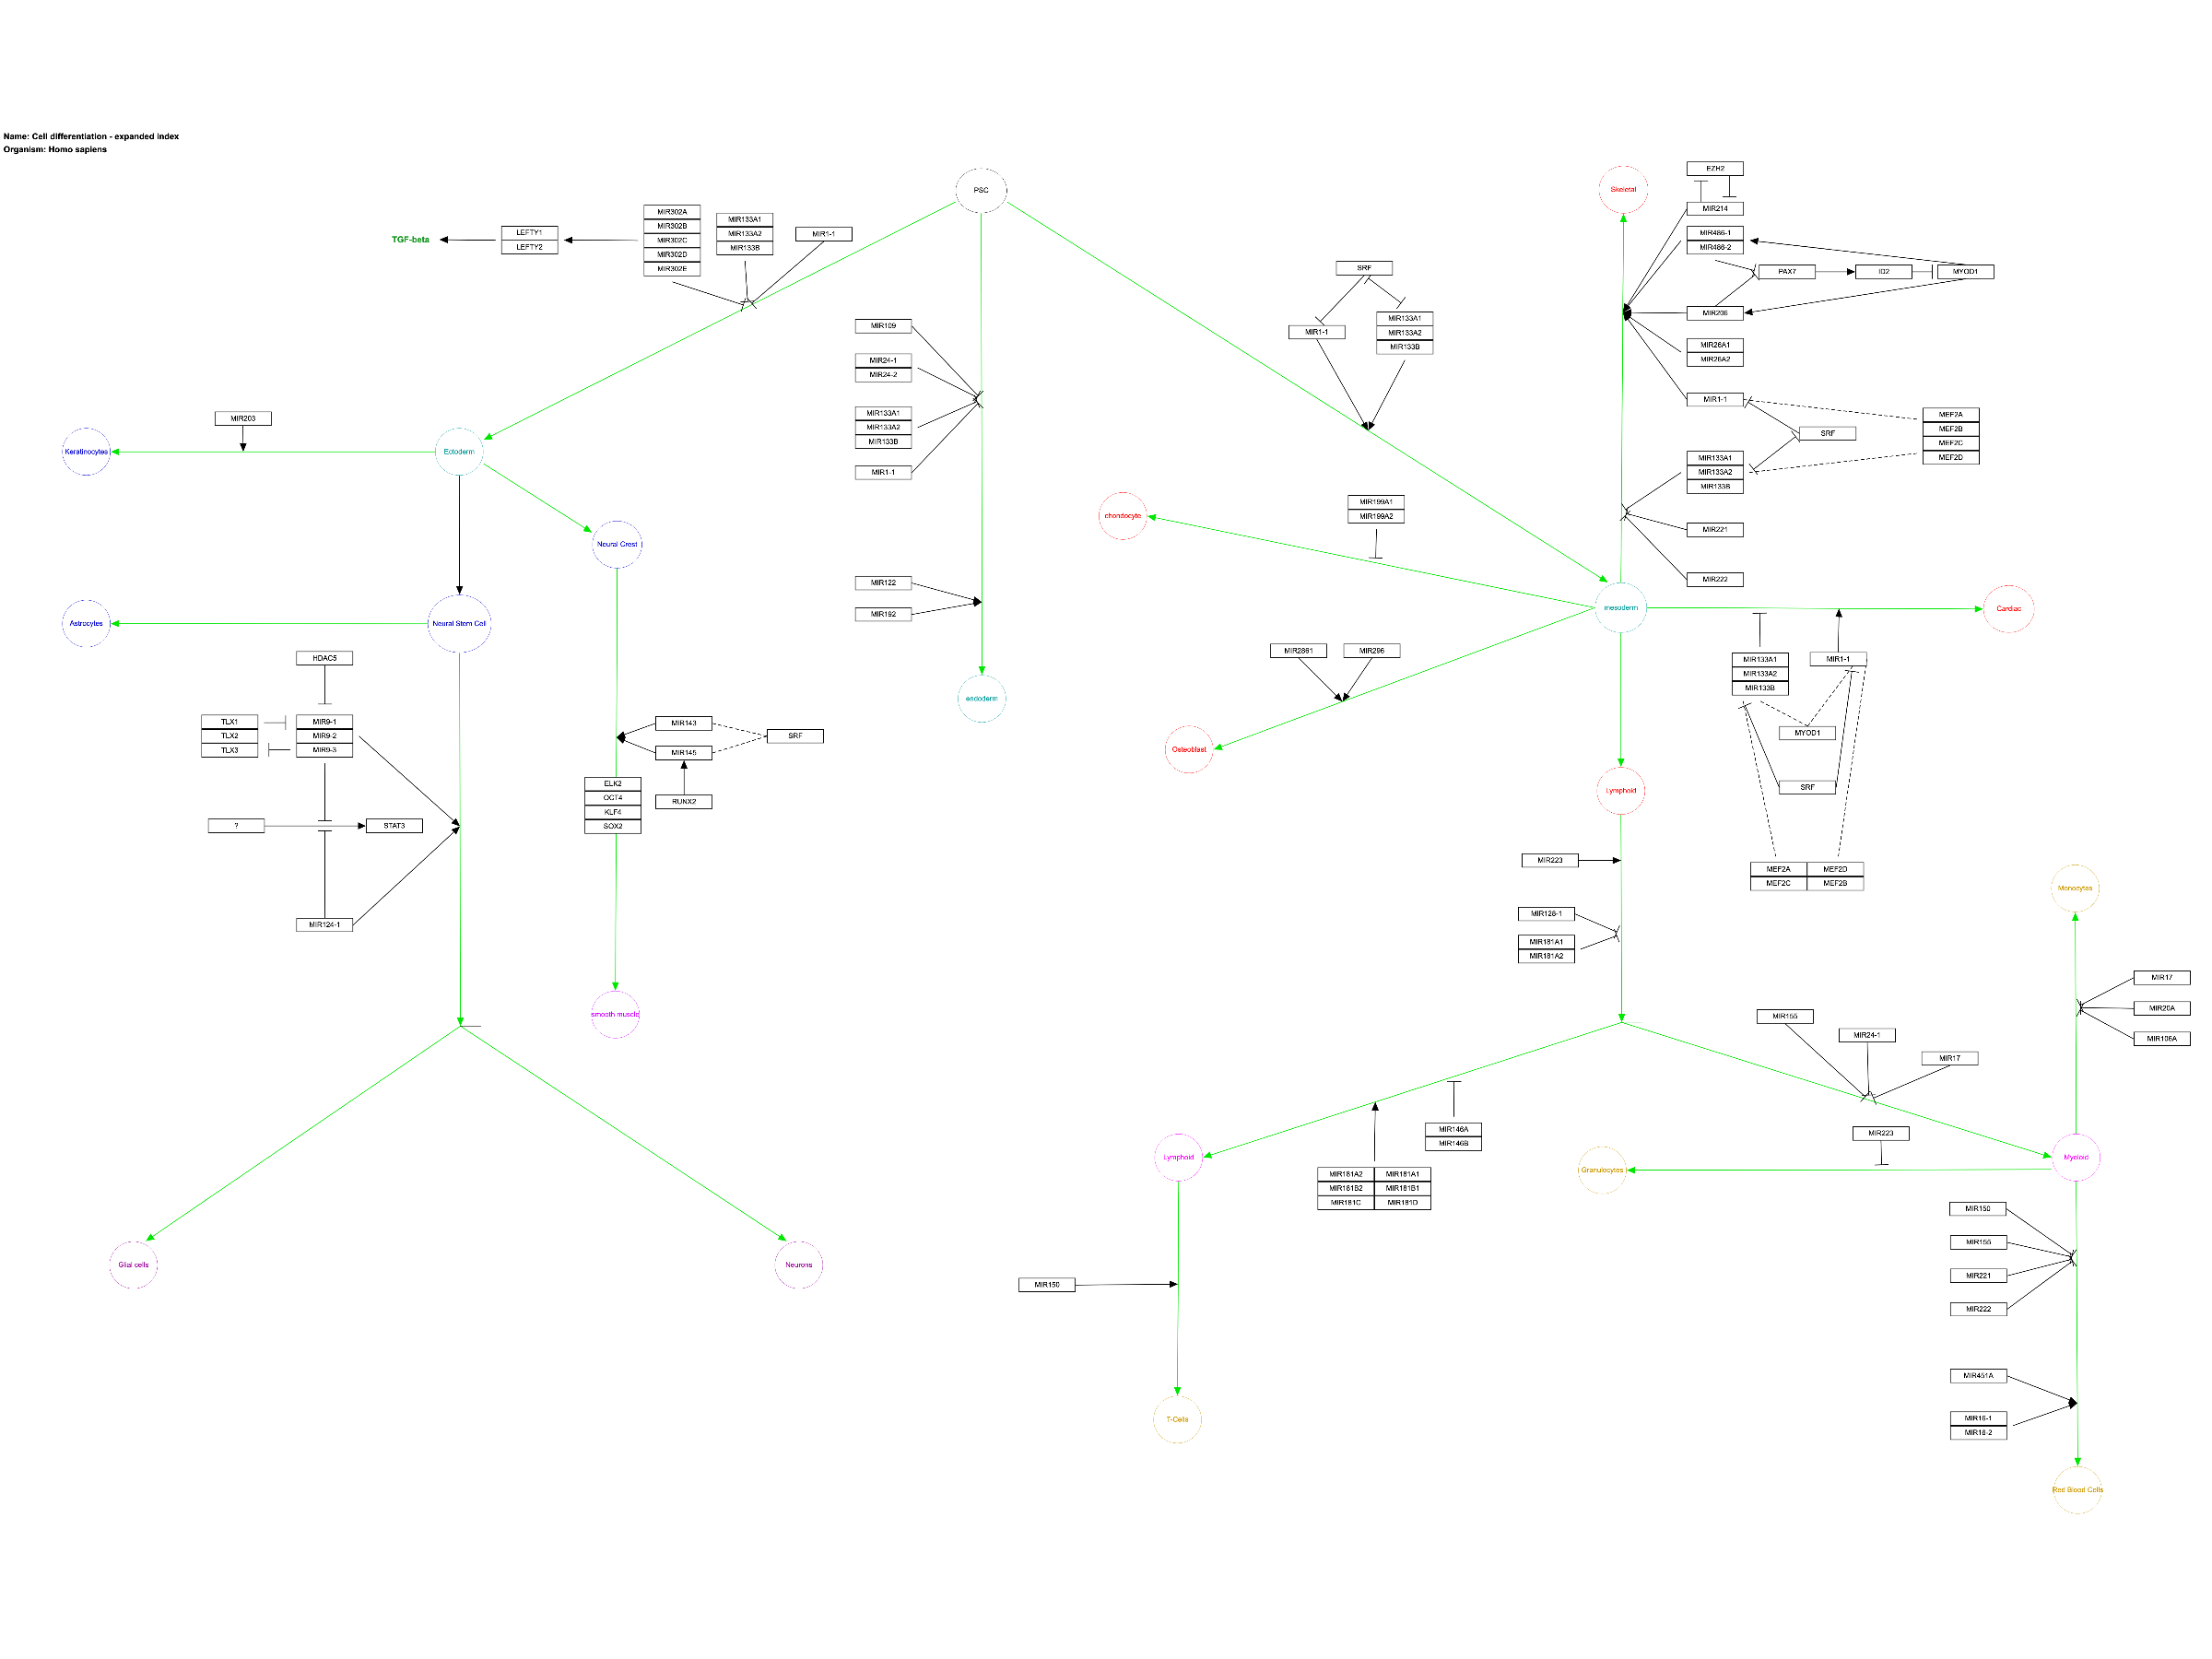 Name: Cell differentiation - expanded index
Organism: Homo sapiens
PSC
TGF-beta
LEFTY1
LEFTY2
MIR302A
MIR302B
MIR302C
MIR302D
MIR302E
MIR133A1
MIR133A2
MIR133B
MIR1-1
MIR109
MIR24-1
MIR24-2
MIR133A1
MIR133A2
MIR133B
MIR1-1
MIR122
MIR192
endoderm
SRF
MIR1-1
MIR133A1
MIR133A2
MIR133B
Skeletal
EZH2
MIR214
MIR486-1
MIR486-2
PAX7
ID2
MYOD1
MIR206
MIR26A1
MIR26A2
MIR1-1
SRF
MEF2A
MEF2B
MEF2C
MEF2D
MIR133A1
MIR133A2
MIR133B
MIR221
MIR222
MIR203
Keratinocytes
Ectoderm
Neural Crest
Astrocytes
Neural Stem Cell
HDAC5
TLX1
TLX2
TLX3
MIR9-1
MIR9-2
MIR9-3
?
STAT3
MIR124-1
MIR143
MIR145
SRF
RUNX2
ELK2
OCT4
KLF4
SOX2
smooth muscle
Glial cells
Neurons
chondocyte
MIR199A1
MIR199A2
mesoderm
Cardiac
MIR2861
MIR296
Osteoblast
MIR133A1
MIR133A2
MIR133B
MIR1-1
MYOD1
SRF
MEF2A
MEF2D
MEF2C
MEF2B
Lymphoid
MIR223
MIR128-1
MIR181A1
MIR181A2
Monocytes
MIR17
MIR20A
MIR106A
MIR155
MIR24-1
MIR17
MIR146A
MIR146B
MIR181A2
MIR181A1
MIR181B2
MIR181B1
MIR181C
MIR181D
Lymphoid
MIR223
Granulocytes
Myeloid
MIR150
T-Cells
MIR150
MIR155
MIR221
MIR222
MIR451A
MIR16-1
MIR16-2
Red Blood Cells